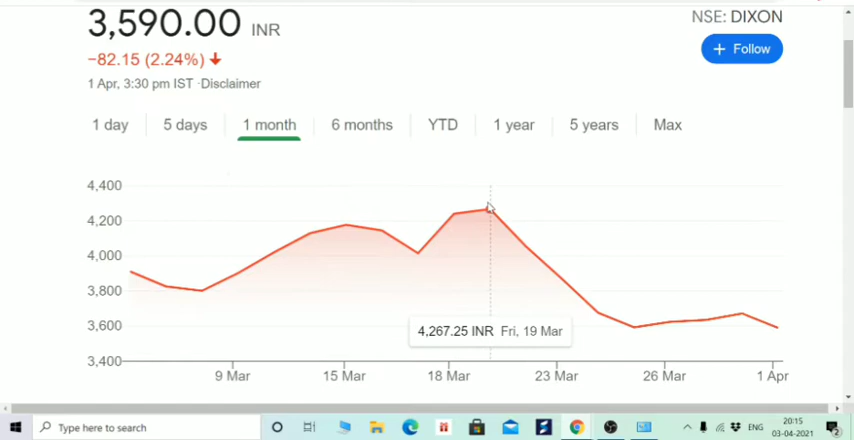 3,590.00 INR
NSE: DIXON
+ Follow
−82.15 (2.24%) ↓
1 Apr, 3:30 pm IST ·Disclaimer
1 day 5 days 1 month 6 months YTD 1 year 5 years Max
4,400
4,200
4,000
3,800
3,600
3,400
4,267.25 INR Fri, 19 Mar
9 Mar 15 Mar 18 Mar 23 Mar 26 Mar 1 Apr
Type here to search
ENG
20:15
03-04-2021
2